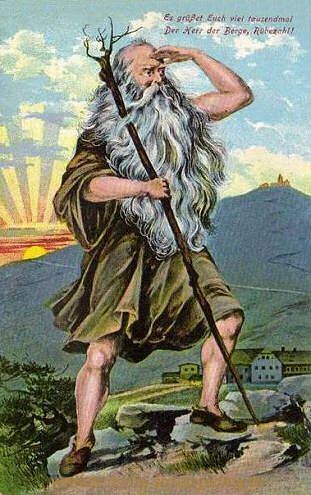 Es grüßet Euch viel tausendmal
Der Herr der Berge, Rübezahl!